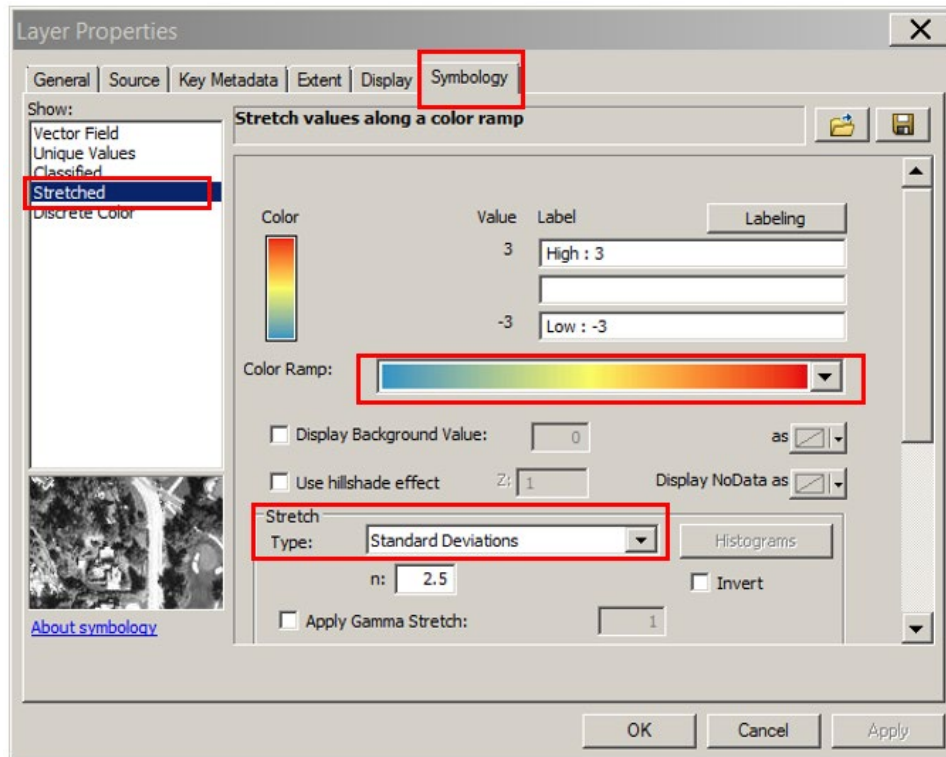 Layer Properties
General Source Key Metadata Extent Display Symbology
Show:
Vector Field
Unique Values
Classified
Stretched
Discrete Color
About symbology
Stretch values along a color ramp
Color Value Label Labeling
3 High : 3
-3 Low : -3
Color Ramp:
Display Background Value: 0 as
Use hillshade effect Z: 1 Display NoData as
Stretch
Type: Standard Deviations Histograms
n: 2.5 Invert
Apply Gamma Stretch: 1
OK Cancel Apply